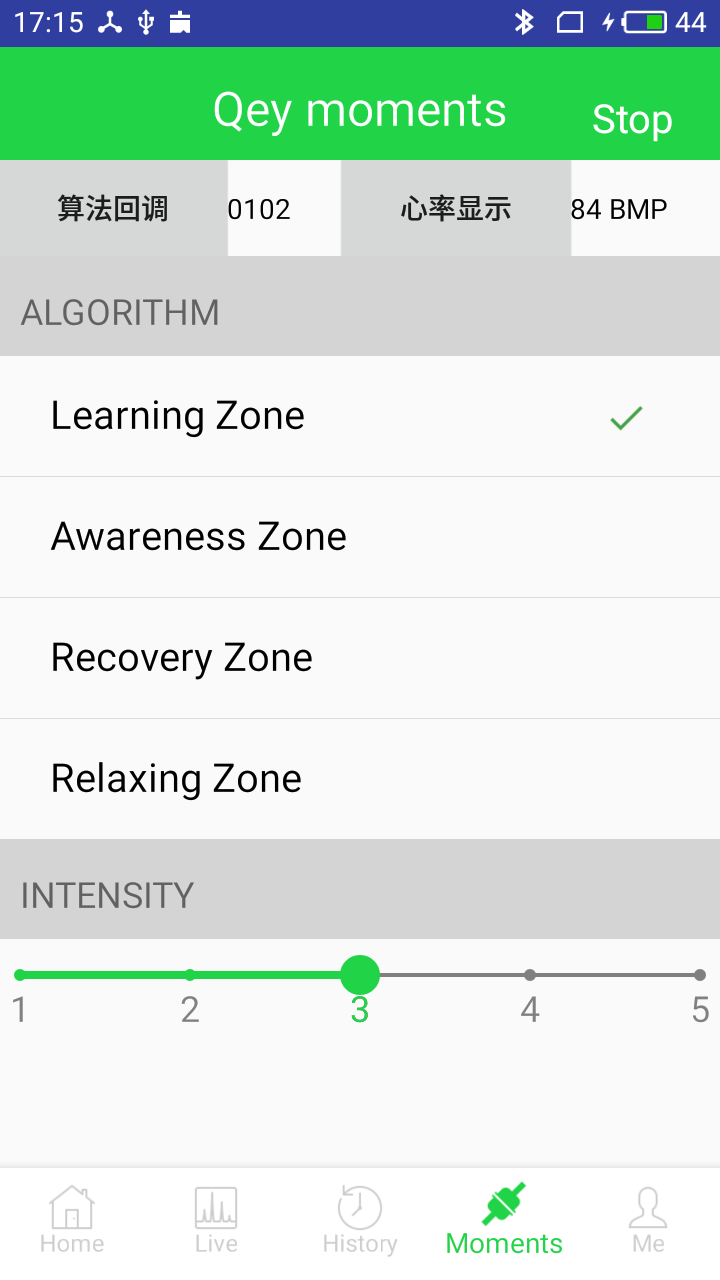 17:15 44
Qey moments
Stop
算法回调 0102 心率显示 84 BMP
ALGORITHM
Learning Zone
Awareness Zone
Recovery Zone
Relaxing Zone
INTENSITY
1 2 3 4 5
Home Live History Moments Me